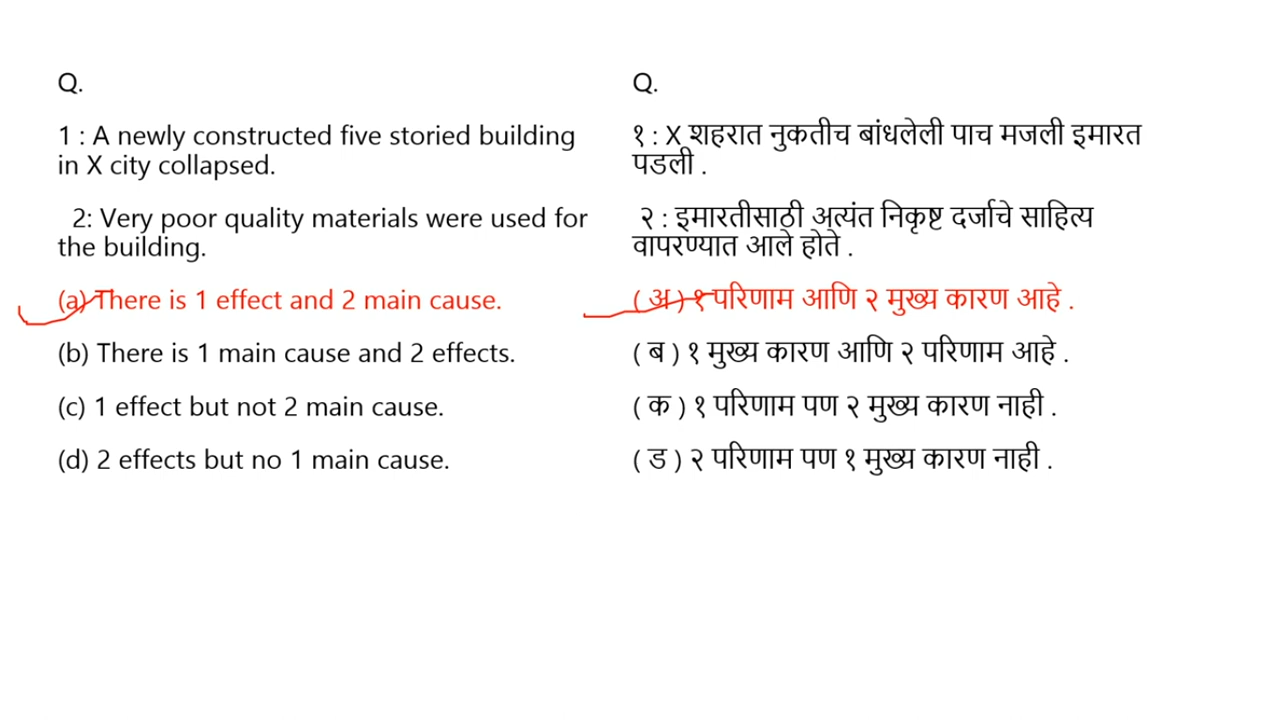 Q.
1 : A newly constructed five storied building
in X city collapsed.
2: Very poor quality materials were used for
the building.
(a) There is 1 effect and 2 main cause.
(b) There is 1 main cause and 2 effects.
(c) 1 effect but not 2 main cause.
(d) 2 effects but no 1 main cause.
Q.
१ : X शहरात नुकतीच बांधलेली पाच मजली इमारत
पडली .
२ : इमारतीसाठी अत्यंत निकृष्ट दर्जाचे साहित्य
वापरण्यात आले होते .
( अ ) १ परिणाम आणि २ मुख्य कारण आहे .
( ब ) १ मुख्य कारण आणि २ परिणाम आहे .
( क ) १ परिणाम पण २ मुख्य कारण नाही .
( ड ) २ परिणाम पण १ मुख्य कारण नाही .